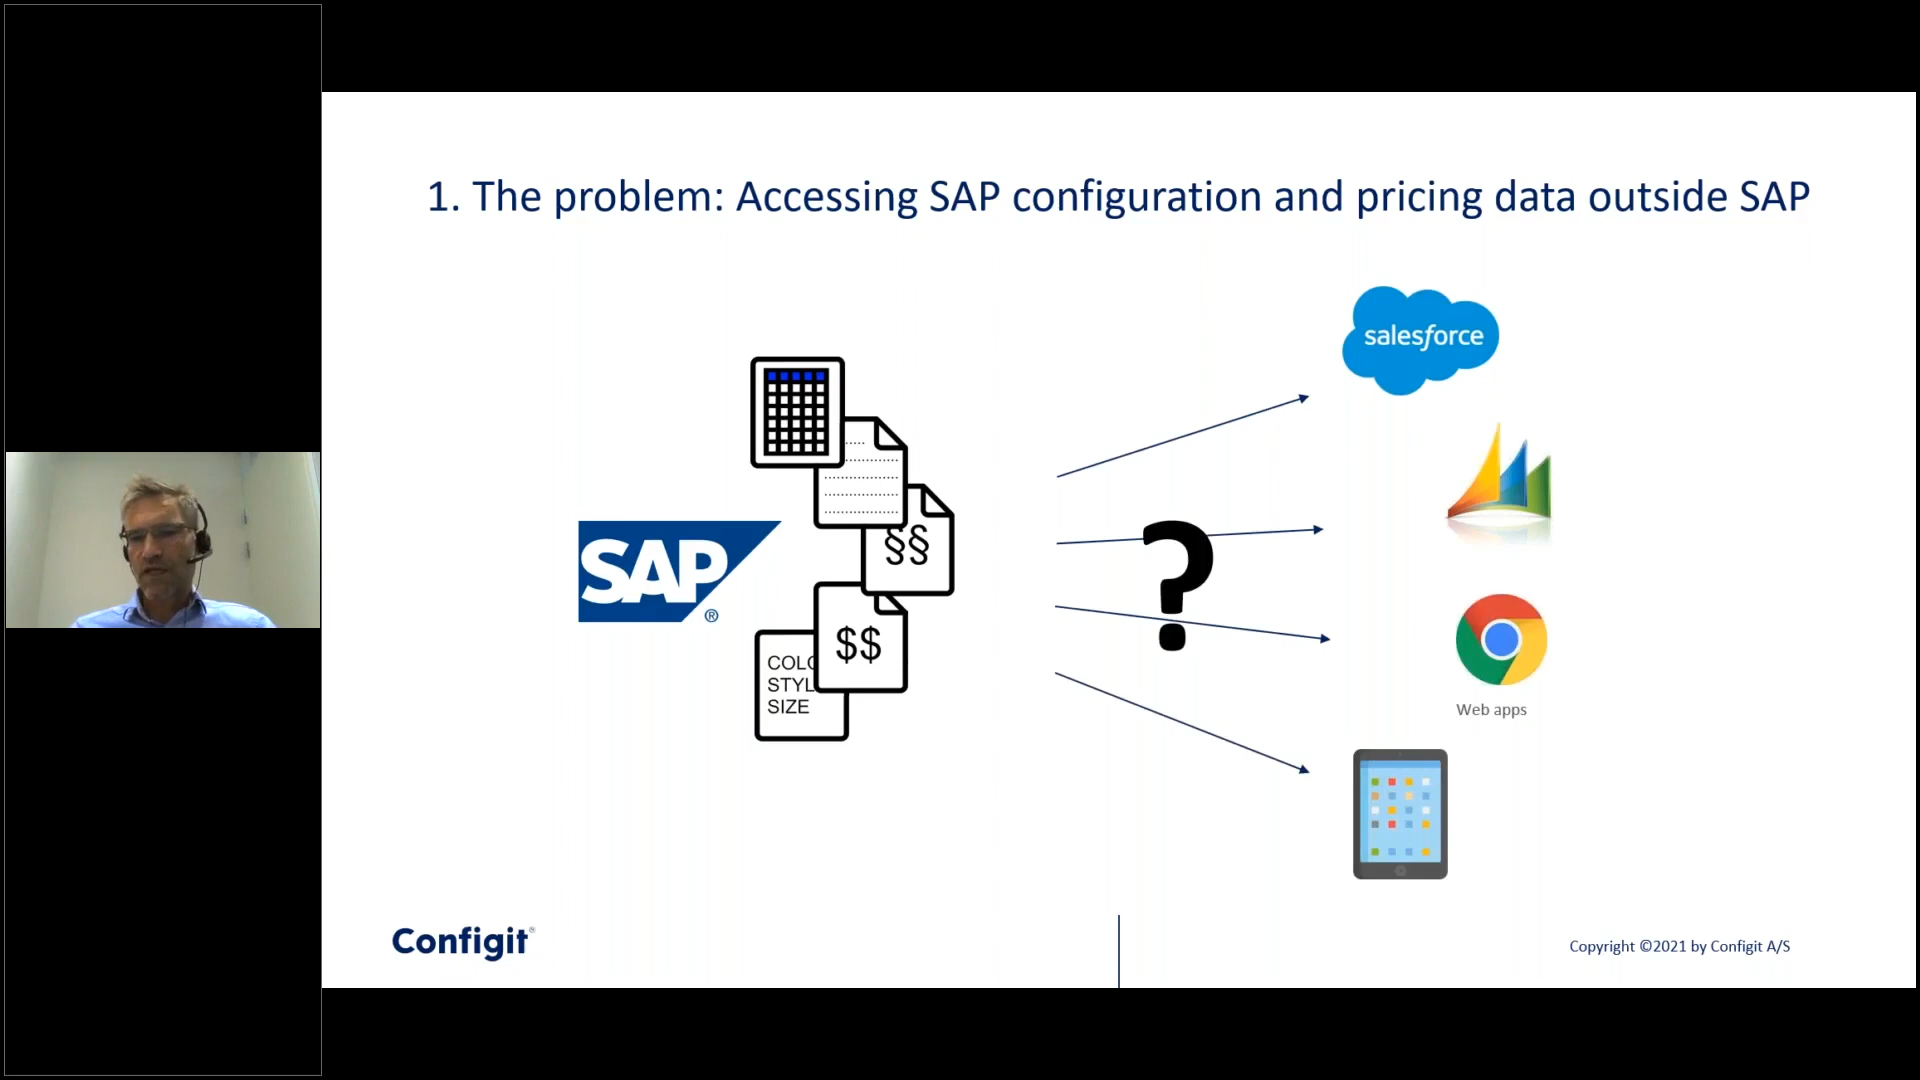 1. The problem: Accessing SAP configuration and pricing data outside SAP
salesforce
§§
SAP
®
$$
COLO
STYL
SIZE
?
Web apps
Configit®
Copyright ©2021 by Configit A/S